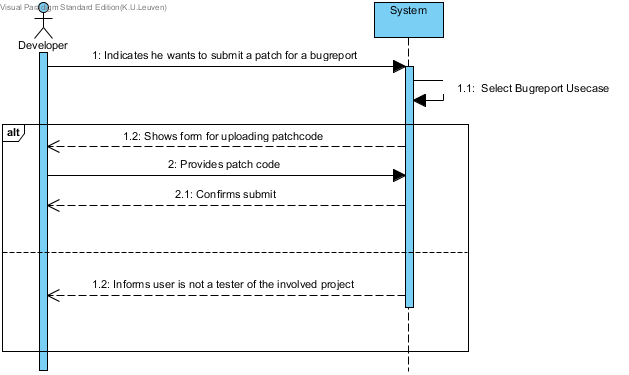 Visual Paradigm Standard Edition(K.U.Leuven)
System
Developer
1: Indicates he wants to submit a patch for a bugreport
1.1: Select Bugreport Usecase
alt
1.2: Shows form for uploading patchcode
2: Provides patch code
2.1: Confirms submit
1.2: Informs user is not a tester of the involved project